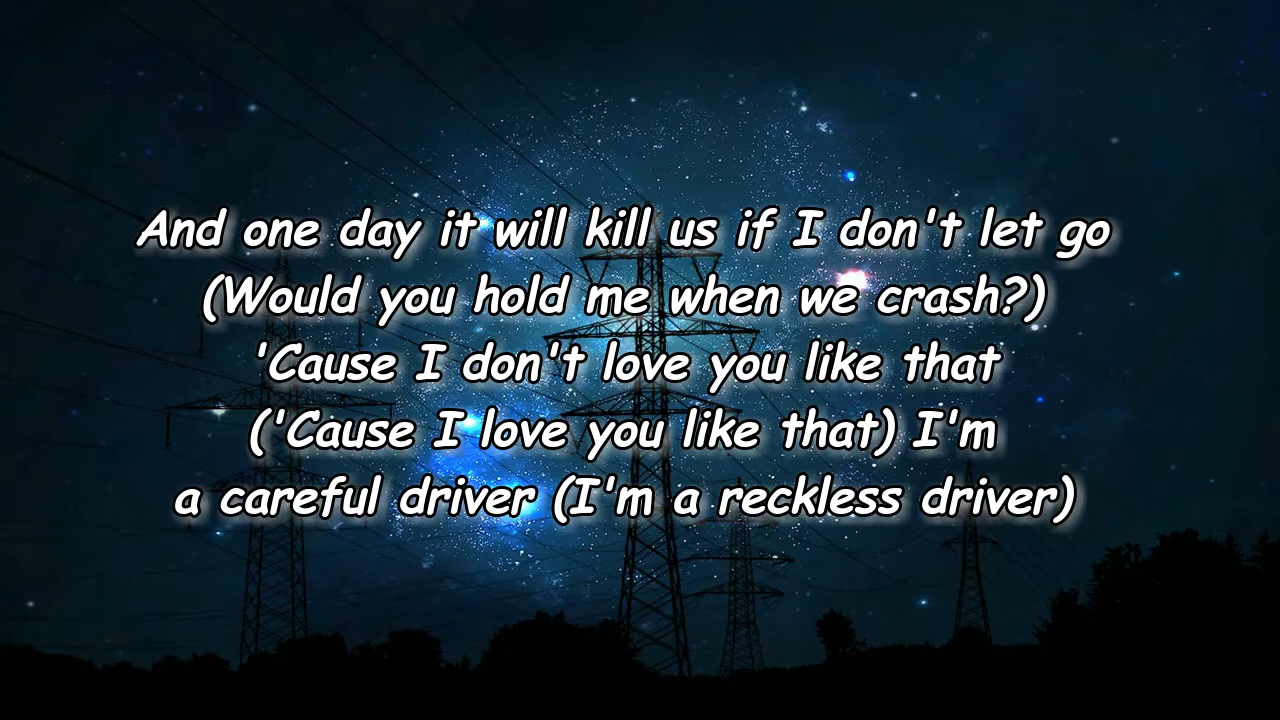 And one day it will kill us if I don't let go
(Would you hold me when we crash?)
'Cause I don't love you like that
('Cause I love you like that) I'm
a careful driver (I'm a reckless driver)